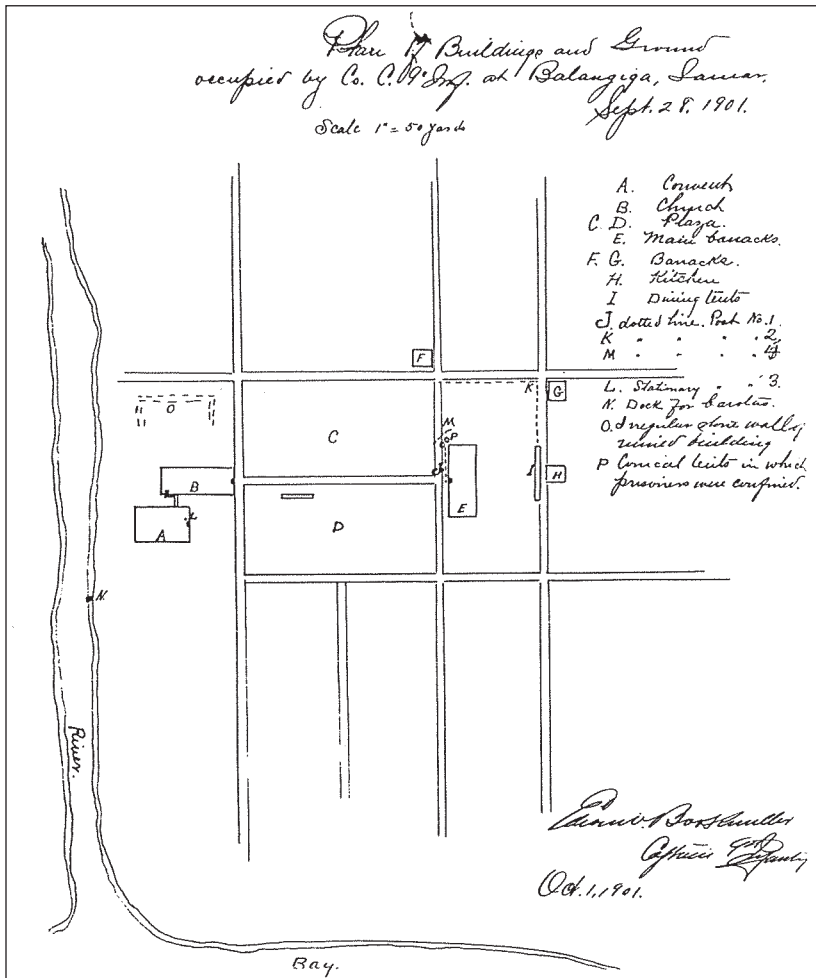 Plan of Buildings and Ground
occupied by Co. C. 9" Inf. at Balangiga, Samar.
Sept. 28, 1901.
Scale 1" = 50 yards
A. Convent
B. Church
C. D. Plaza.
E. Main barracks.
F. G. Barracks.
H. Kitchen
I Dining tents
J. dotted line. Post No. 1
K " " " " 2,
M " " " " 4
L. Stationary " " 3.
N. Dock for barotos.
O. Irregular stone walls of
ruined building
P Conical tents in which
prisoners were confined.
F
K
G
O
C
M
P
J
B
I
H
E
L
A
D
N.
River.
Captain 9th Infantry
Oct. 1, 1901.
Bay.